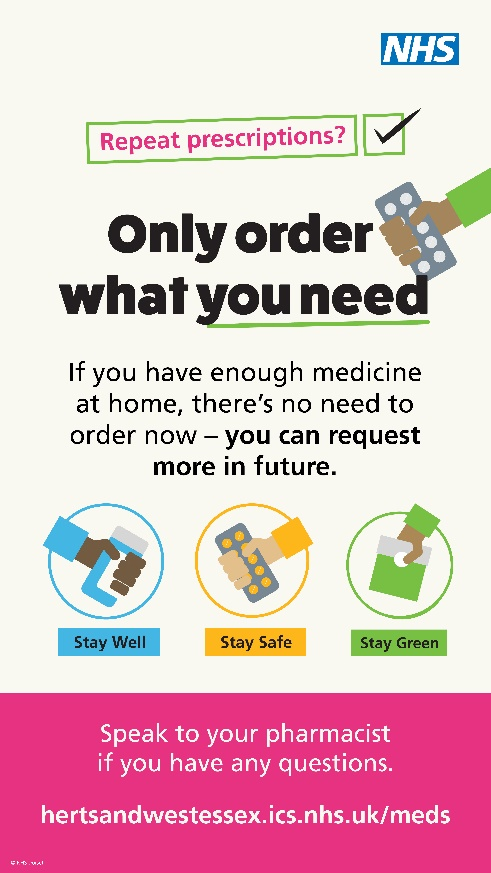 NHS
Repeat prescriptions?
Only order
what you need
If you have enough medicine
at home, there's no need to
order now – you can request
more in future.
Stay Well
Stay Safe
Stay Green
Speak to your pharmacist
if you have any questions.
hertsandwestessex.ics.nhs.uk/meds
© NHS